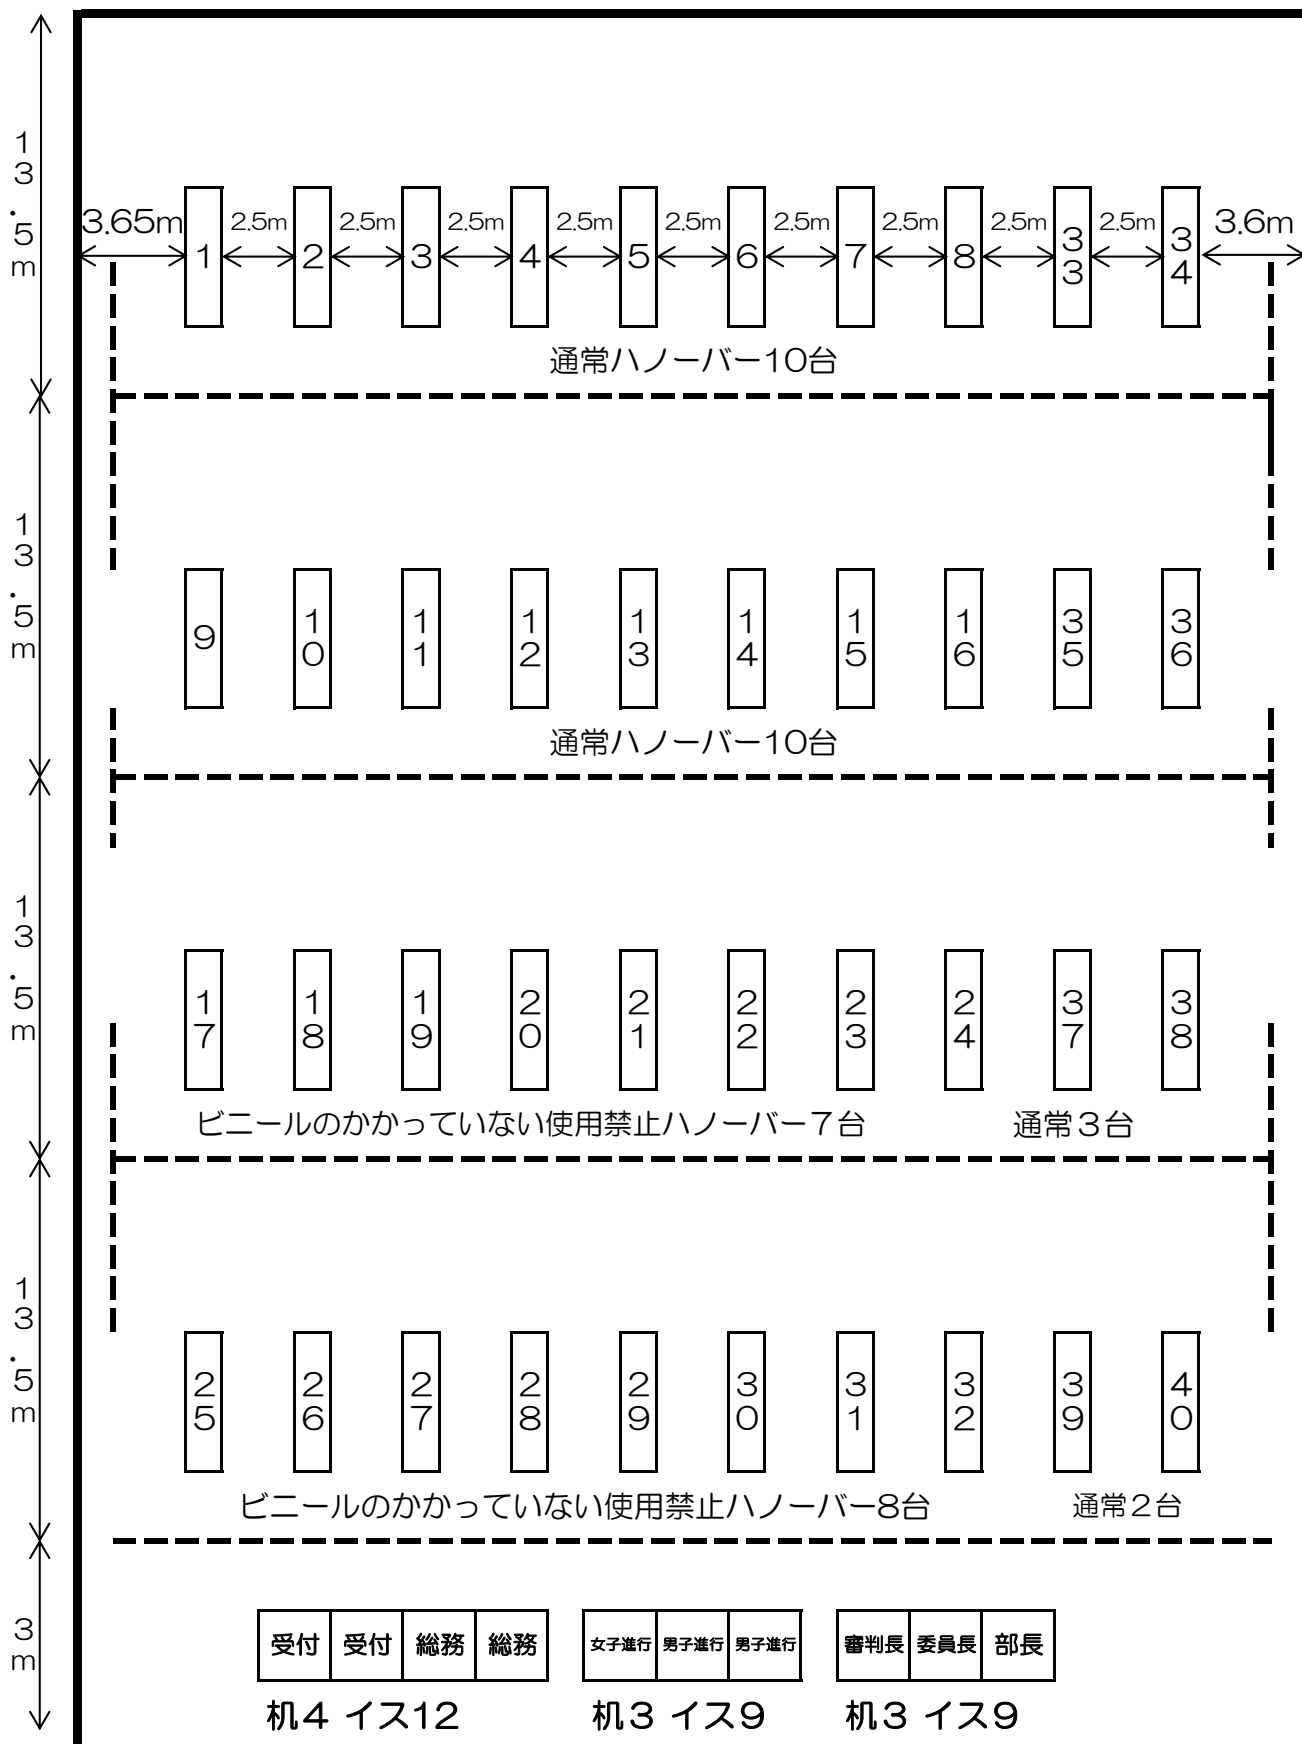 13.5m
3.65m 2.5m 2.5m 2.5m 2.5m 2.5m 2.5m 2.5m 2.5m 2.5m 3.6m
1 2 3 4 5 6 7 8 33 34
通常ハノーバー10台
13.5m
9 10 11 12 13 14 15 16 35 36
通常ハノーバー10台
13.5m
17 18 19 20 21 22 23 24 37 38
ビニールのかかっていない使用禁止ハノーバー7台 通常3台
13.5m
25 26 27 28 29 30 31 32 39 40
ビニールのかかっていない使用禁止ハノーバー8台 通常2台
3m
受付 受付 総務 総務 女子進行 男子進行 男子進行 審判長 委員長 部長
机4 イス12 机3 イス9 机3 イス9